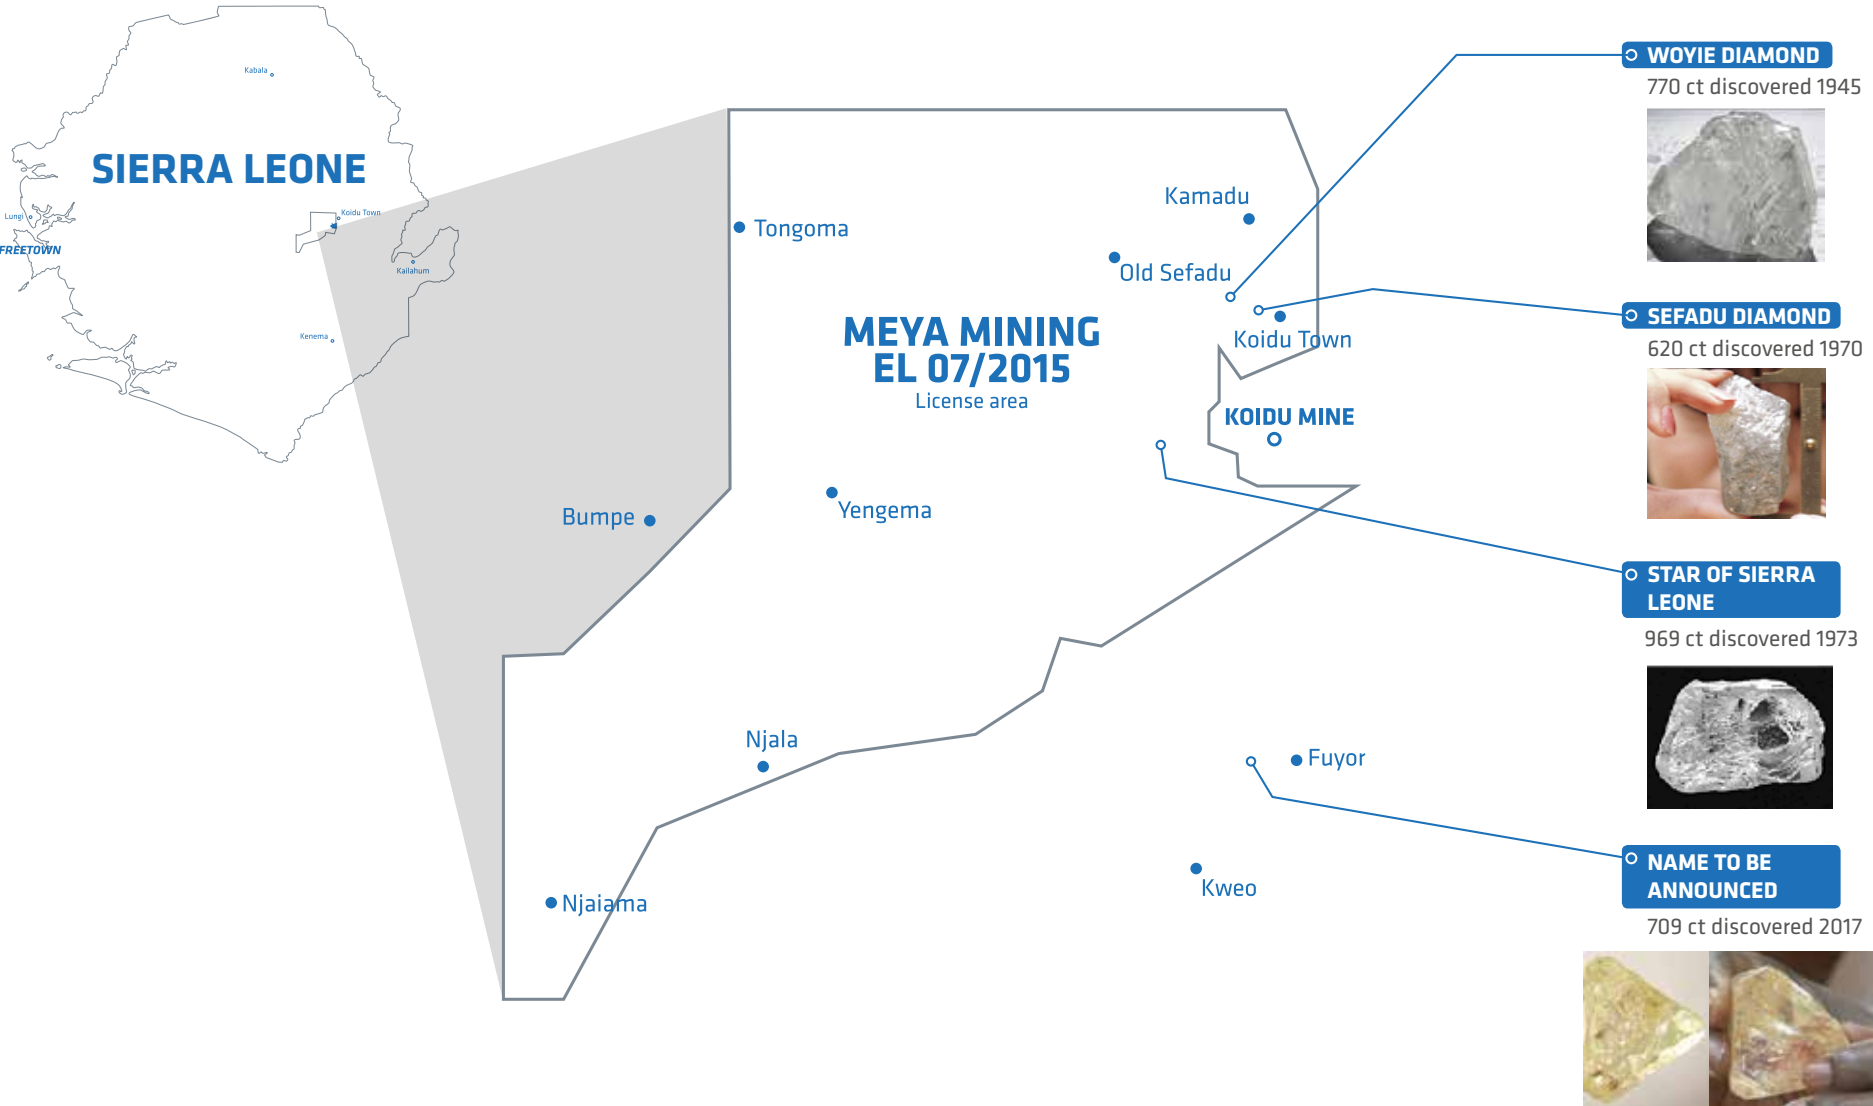 Kabala
SIERRA LEONE
Lungi
Koidu Town
FREETOWN
Kailahum
Kenema
Tongoma
Kamadu
Old Sefadu
MEYA MINING
EL 07/2015
License area
Koidu Town
KOIDU MINE
Bumpe
Yengema
Njala
Fuyor
Kweo
Njaiama
WOYIE DIAMOND
770 ct discovered 1945
SEFADU DIAMOND
620 ct discovered 1970
STAR OF SIERRA
LEONE
969 ct discovered 1973
NAME TO BE
ANNOUNCED
709 ct discovered 2017